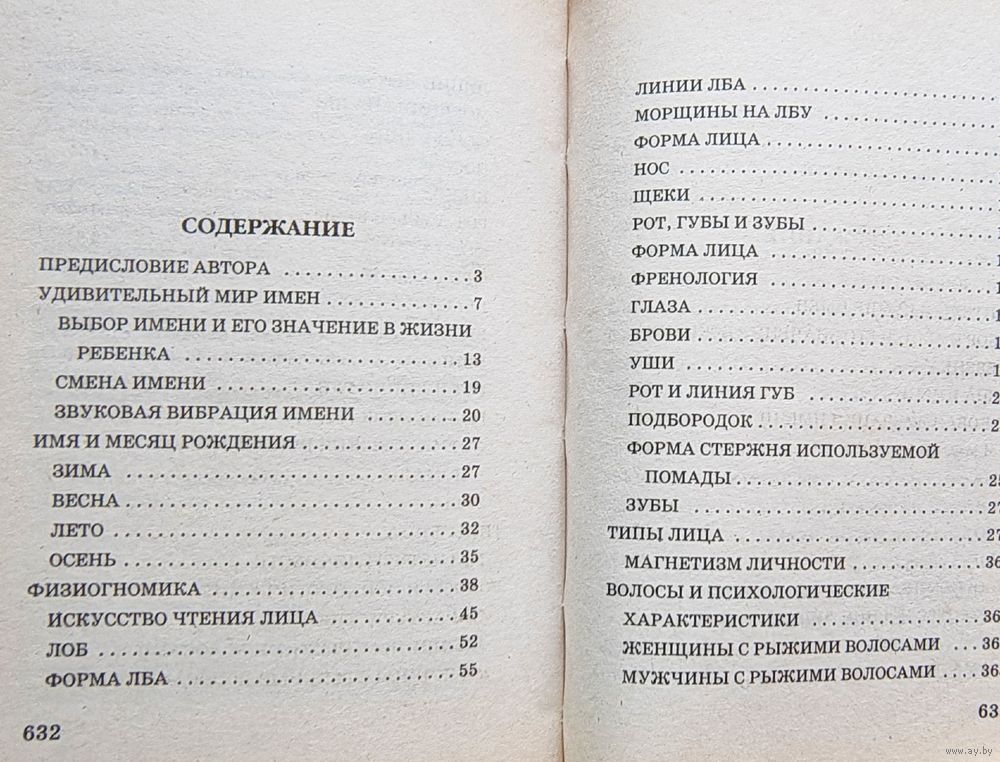 СОДЕРЖАНИЕ
ПРЕДИСЛОВИЕ АВТОРА ..................... 3
УДИВИТЕЛЬНЫЙ МИР ИМЕН ................ 7
ВЫБОР ИМЕНИ И ЕГО ЗНАЧЕНИЕ В ЖИЗНИ
РЕБЕНКА ............................. 13
СМЕНА ИМЕНИ ......................... 19
ЗВУКОВАЯ ВИБРАЦИЯ ИМЕНИ .......... 20
ИМЯ И МЕСЯЦ РОЖДЕНИЯ ................. 27
ЗИМА ................................... 27
ВЕСНА .................................. 30
ЛЕТО ................................... 32
ОСЕНЬ .................................. 35
ФИЗИОГНОМИКА ......................... 38
ИСКУССТВО ЧТЕНИЯ ЛИЦА ............. 45
ЛОБ .................................... 52
ФОРМА ЛБА ............................. 55
632
ЛИНИИ ЛБА .........................
МОРЩИНЫ НА ЛБУ .................
ФОРМА ЛИЦА .......................
НОС ................................
ЩЕКИ ..............................
РОТ, ГУБЫ И ЗУБЫ .................
ФОРМА ЛИЦА .......................
ФРЕНОЛОГИЯ .......................
ГЛАЗА ..............................
БРОВИ ..............................
УШИ ................................
РОТ И ЛИНИЯ ГУБ ..................
ПОДБОРОДОК .......................
ФОРМА СТЕРЖНЯ ИСПОЛЬЗУЕМОЙ
ПОМАДЫ ..........................
ЗУБЫ ..............................
ТИПЫ ЛИЦА .........................
МАГНЕТИЗМ ЛИЧНОСТИ .............
ВОЛОСЫ И ПСИХОЛОГИЧЕСКИЕ
ХАРАКТЕРИСТИКИ .................
ЖЕНЩИНЫ С РЫЖИМИ ВОЛОСАМИ ...
МУЖЧИНЫ С РЫЖИМИ ВОЛОСАМИ ....
www.ay.by